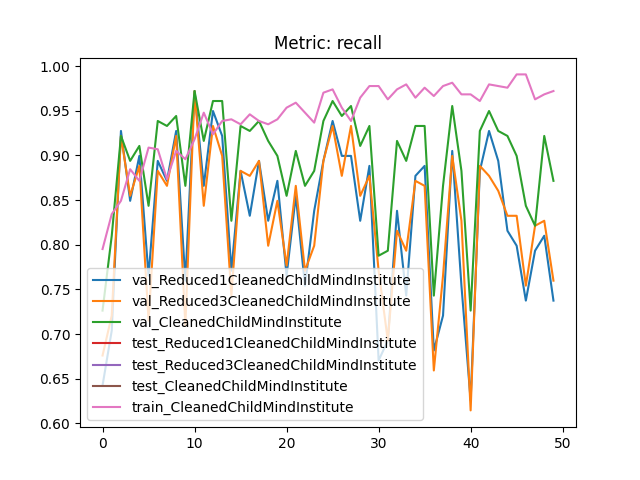 Metric: recall
1.00
0.95
0.90
0.85
0.80
0.75
0.70
0.65
0.60
val_Reduced1CleanedChildMindInstitute
val_Reduced3CleanedChildMindInstitute
val_CleanedChildMindInstitute
test_Reduced1CleanedChildMindInstitute
test_Reduced3CleanedChildMindInstitute
test_CleanedChildMindInstitute
train_CleanedChildMindInstitute
0 10 20 30 40 50